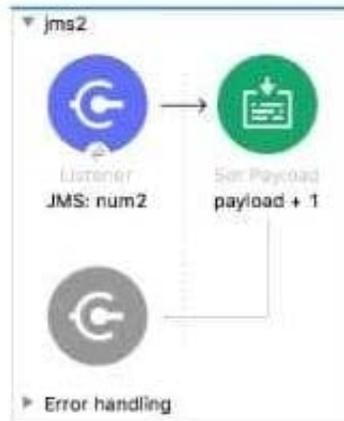 jms2
Listener
Set Payload
JMS: num2
payload + 1
Error handling